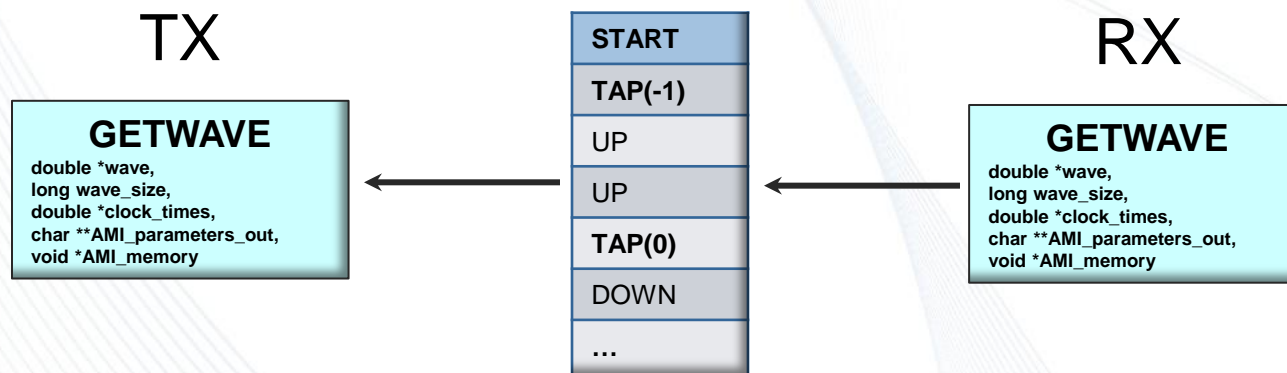 TX
GETWAVE
double *wave,
long wave_size,
double *clock_times,
char **AMI_parameters_out,
void *AMI_memory
START
TAP(-1)
UP
UP
TAP(0)
DOWN
...
RX
GETWAVE
double *wave,
long wave_size,
double *clock_times,
char **AMI_parameters_out,
void *AMI_memory